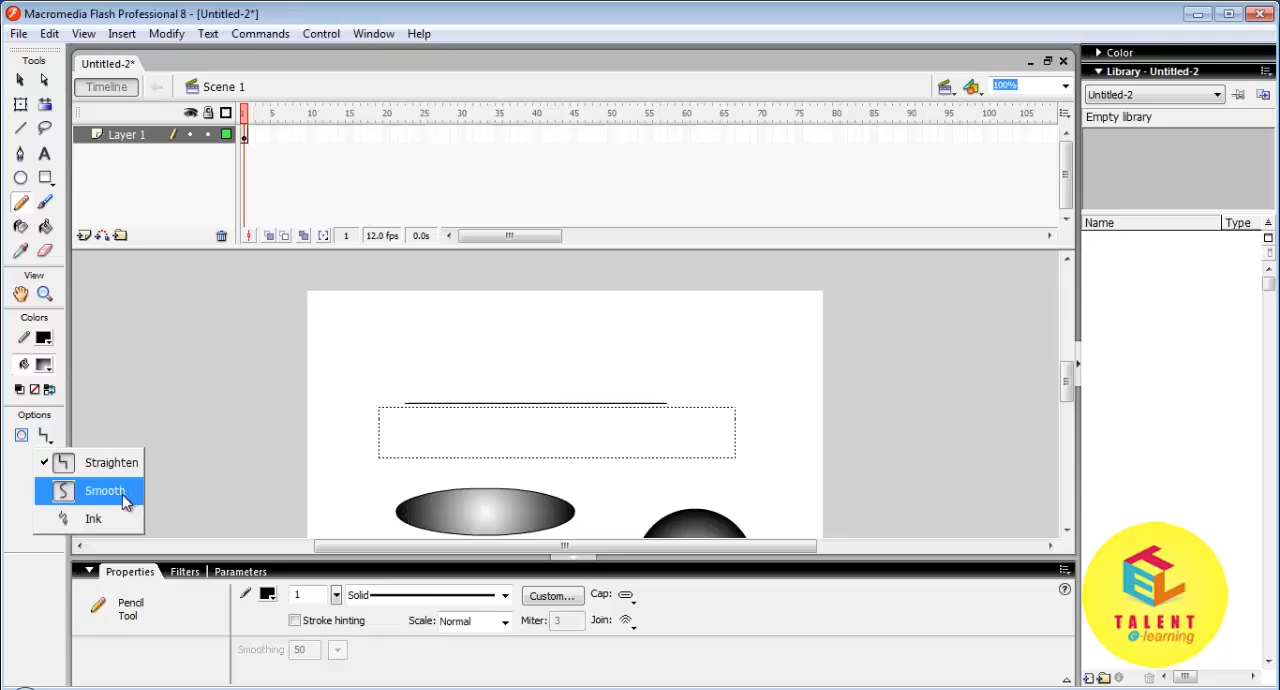 Macromedia Flash Professional 8 - [Untitled-2*]
File Edit View Insert Modify Text Commands Control Window Help
Tools
Untitled-2*
Timeline
Scene 1
100%
Layer 1
1 5 10 15 20 25 30 35 40 45 50 55 60 65 70 75 80 85 90 95 100 105
1 12.0 fps 0.0s
View
Colors
Options
Straighten
Smooth
Ink
Color
Library - Untitled-2
Untitled-2
Empty library
Name Type
Properties Filters Parameters
Pencil
Tool
1 Solid Custom... Cap:
Stroke hinting Scale: Normal Miter: 3 Join:
Smoothing 50
TEL
TALENT
e-learning